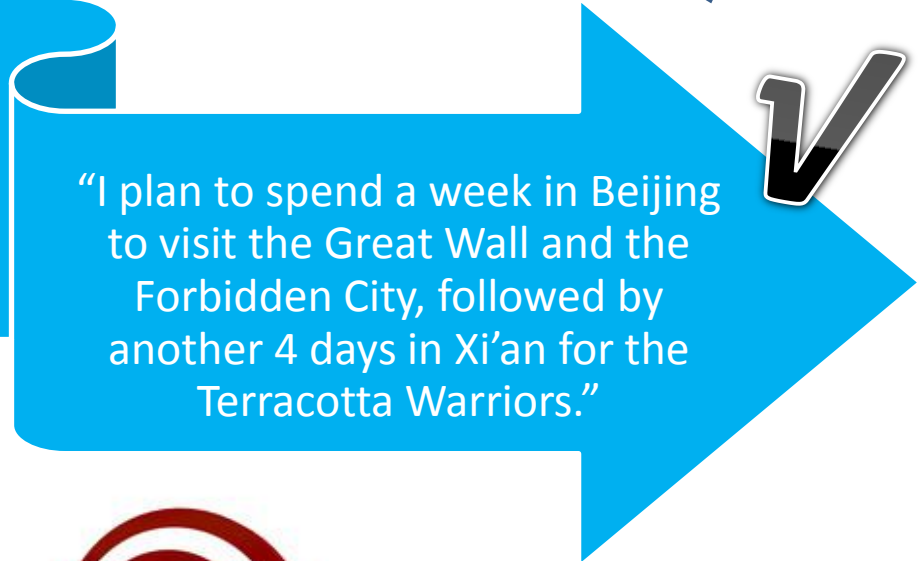 “I plan to spend a week in Beijing
to visit the Great Wall and the
Forbidden City, followed by
another 4 days in Xi’an for the
Terracotta Warriors.”